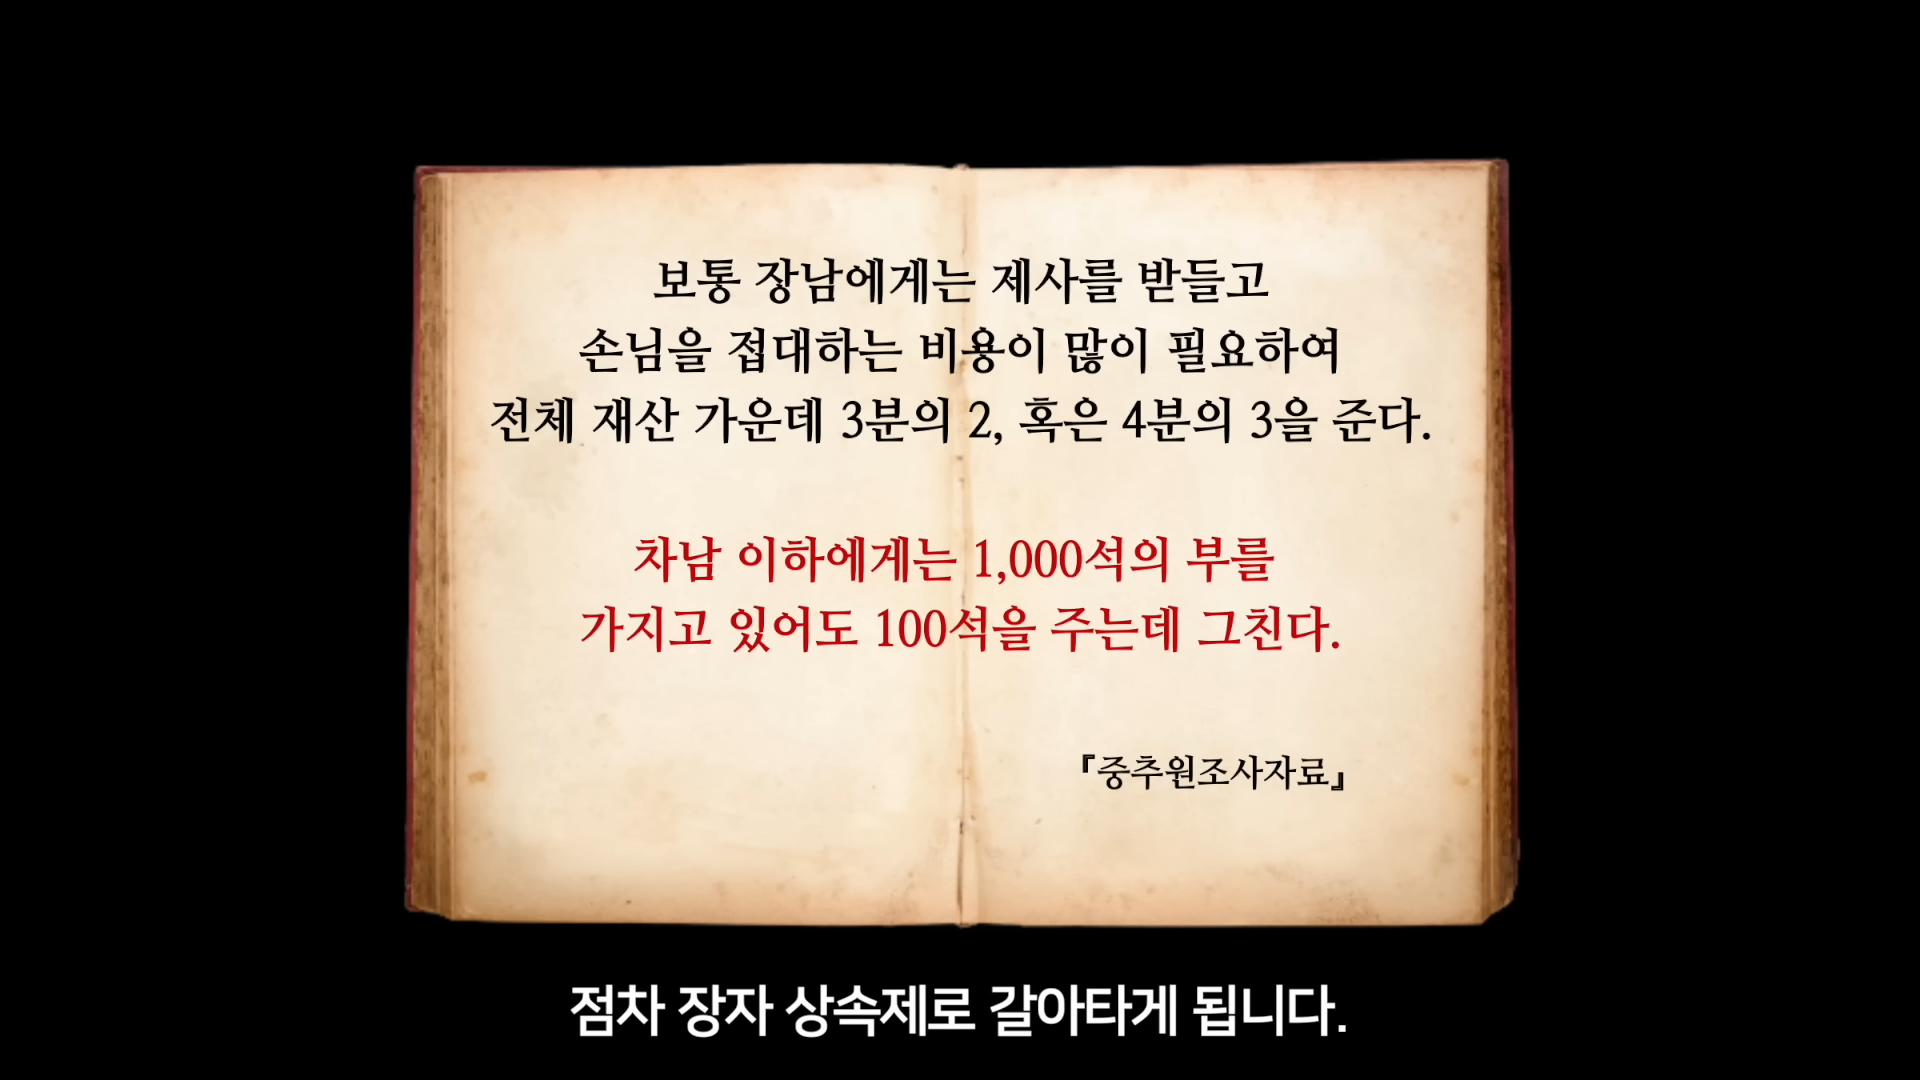 보통 장남에게는 제사를 받들고
손님을 접대하는 비용이 많이 필요하여
전체 재산 가운데 3분의 2, 혹은 4분의 3을 준다.
차남 이하에게는 1,000석의 부를
가지고 있어도 100석을 주는데 그친다.
『중추원조사자료』
점차 장자 상속제로 갈아타게 됩니다.